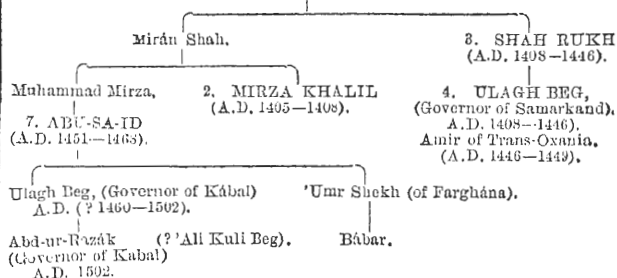 Mirán Shah.
3. SHAH RUKH
(A.D. 1408—1446).
Muhammad Mirza.
2. MIRZA KHALIL
(A.D. 1405—1408).
4. ULAGH BEG,
(Governor of Samarkand).
A.D. 1408—1446).
Amir of Trans-Oxania.
(A.D. 1446—1449).
7. ABU-SA-ID
(A.D. 1451—1468).
Ulagh Beg, (Governor of Kábal)
A.D. (? 1460—1502).
'Umr Shekh (of Farghána).
Abd-ur-Razák
(Governor of Kabal)
A.D. 1502.
(? 'Ali Kuli Beg).
Bábar.